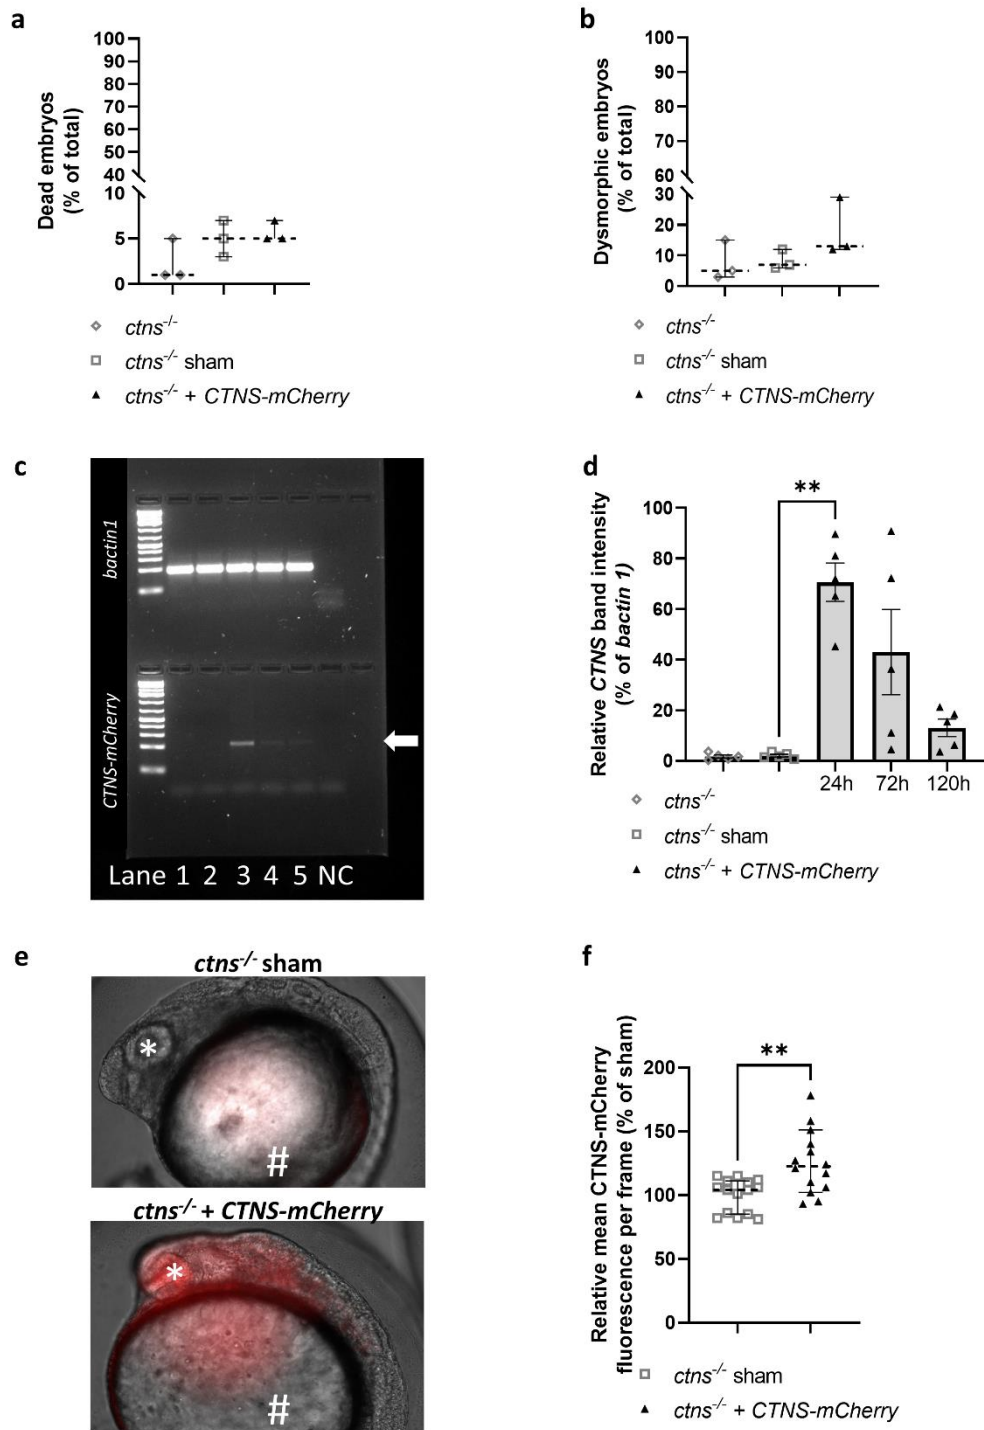 a
Dead embryos
(% of total)
100
90
80
70
60
50
40
10
5
0
ctns-/-
ctns-/- sham
ctns-/- + CTNS-mCherry
b
Dysmorphic embryos
(% of total)
100
80
60
30
20
10
0
ctns-/-
ctns-/- sham
ctns-/- + CTNS-mCherry
c
bactin1
CTNS-mCherry
Lane 1 2 3 4 5 NC
d
Relative CTNS band intensity
(% of bactin 1)
100
80
60
40
20
0
**
24h 72h 120h
ctns-/-
ctns-/- sham
ctns-/- + CTNS-mCherry
e
ctns-/- sham
*
#
ctns-/- + CTNS-mCherry
*
#
f
Relative mean CTNS-mCherry
fluorescence per frame (% of sham)
200
150
100
50
0
**
ctns-/- sham
ctns-/- + CTNS-mCherry